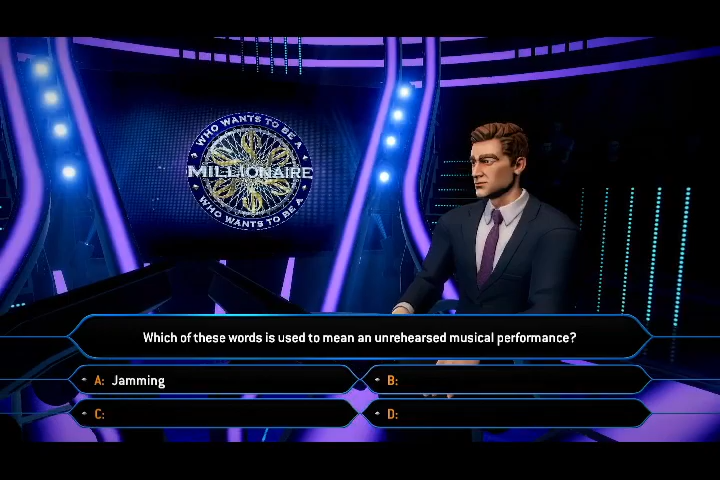 WHO WANTS TO BE A
MILLIONAIRE
WHO WANTS TO BE A
Which of these words is used to mean an unrehearsed musical performance?
A: Jamming
B:
C:
D: